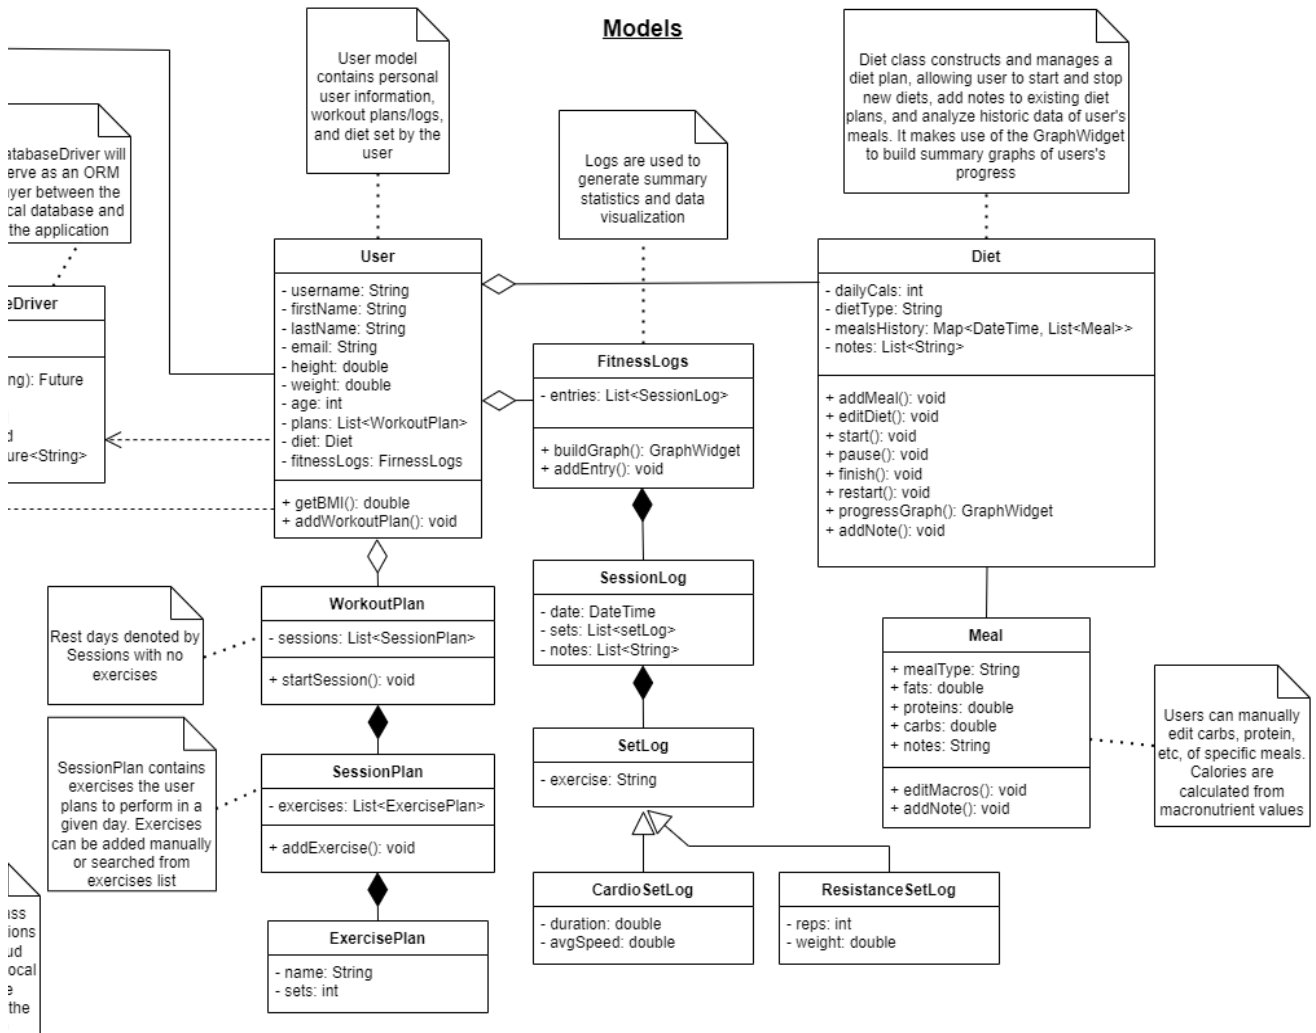 Models
User model
contains personal
user information,
workout plans/logs,
and diet set by the
user
Logs are used to
generate summary
statistics and data
visualization
Diet class constructs and manages a
diet plan, allowing user to start and stop
new diets, add notes to existing diet
plans, and analyze historic data of user's
meals. It makes use of the GraphWidget
to build summary graphs of users's
progress
atabaseDriver will
erve as an ORM
ayer between the
cal database and
the application
eDriver
ng): Future
d
ure<String>
User
- username: String
- firstName: String
- lastName: String
- email: String
- height: double
- weight: double
- age: int
- plans: List<WorkoutPlan>
- diet: Diet
- fitnessLogs: FirnessLogs
+ getBMI(): double
+ addWorkoutPlan(): void
FitnessLogs
- entries: List<SessionLog>
+ buildGraph(): GraphWidget
+ addEntry(): void
Diet
- dailyCals: int
- dietType: String
- mealsHistory: Map<DateTime, List<Meal>>
- notes: List<String>
+ addMeal(): void
+ editDiet(): void
+ start(): void
+ pause(): void
+ finish(): void
+ restart(): void
+ progressGraph(): GraphWidget
+ addNote(): void
Rest days denoted by
Sessions with no
exercises
WorkoutPlan
- sessions: List<SessionPlan>
+ startSession(): void
SessionLog
- date: DateTime
- sets: List<setLog>
- notes: List<String>
Meal
+ mealType: String
+ fats: double
+ proteins: double
+ carbs: double
+ notes: String
+ editMacros(): void
+ addNote(): void
Users can manually
edit carbs, protein,
etc, of specific meals.
Calories are
calculated from
macronutrient values
SessionPlan contains
exercises the user
plans to perform in a
given day. Exercises
can be added manually
or searched from
exercises list
SessionPlan
- exercises: List<ExercisePlan>
+ addExercise(): void
SetLog
- exercise: String
CardioSetLog
- duration: double
- avgSpeed: double
ResistanceSetLog
- reps: int
- weight: double
ExercisePlan
- name: String
- sets: int
ass
ions
ud
ocal
e
the